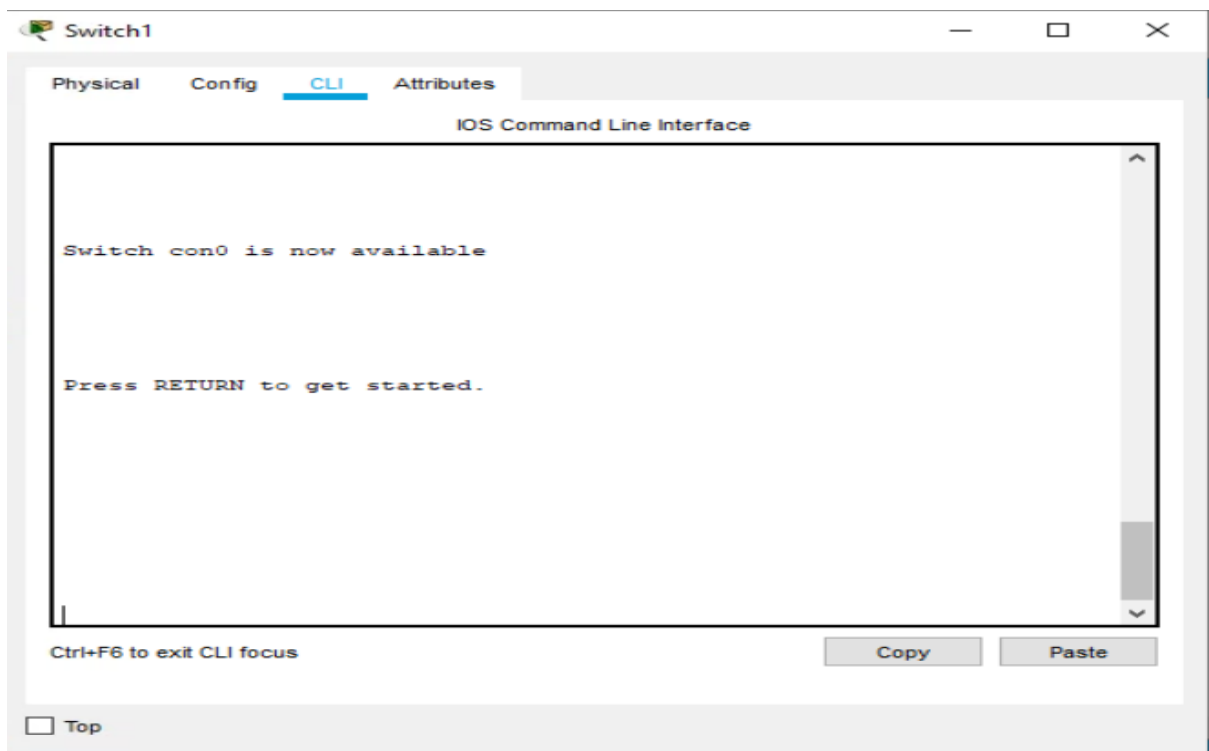 Switch1
Physical Config CLI Attributes
IOS Command Line Interface
Switch con0 is now available
Press RETURN to get started.
Ctrl+F6 to exit CLI focus
Copy Paste
Top